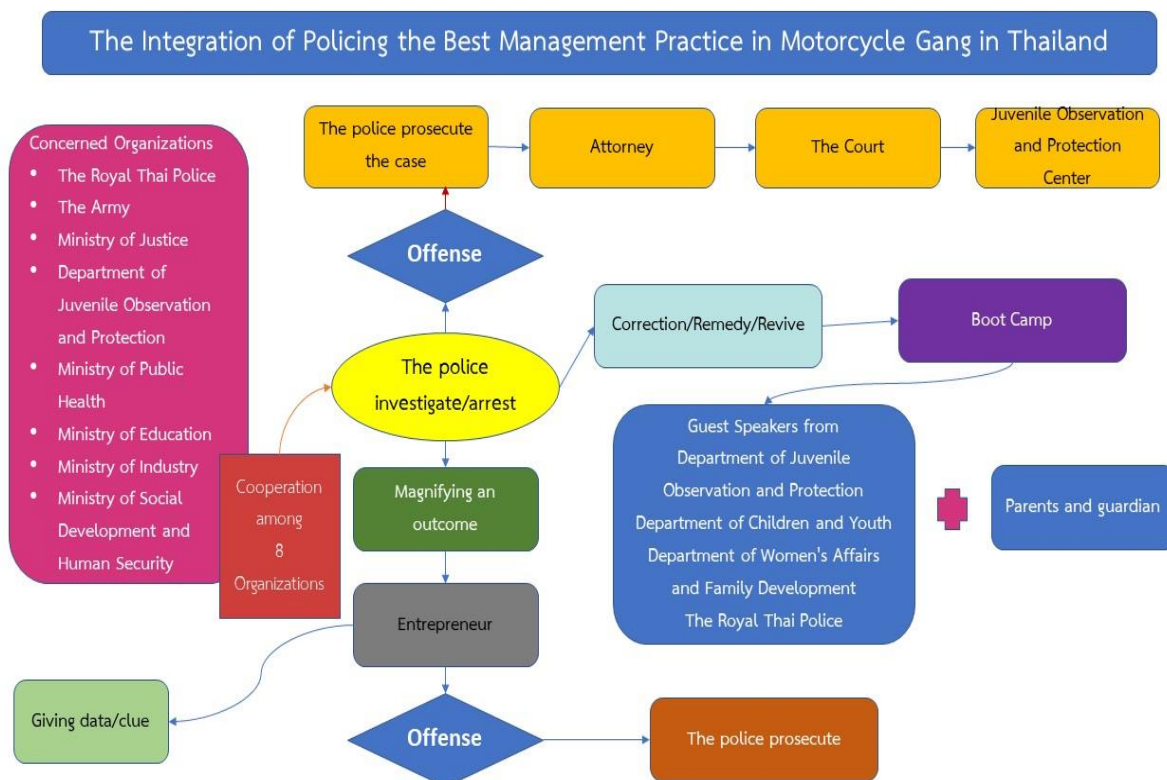 The Integration of Policing the Best Management Practice in Motorcycle Gang in Thailand
Concerned Organizations
• The Royal Thai Police
• The Army
• Ministry of Justice
• Department of
Juvenile Observation
and Protection
• Ministry of Public
Health
• Ministry of Education
• Ministry of Industry
• Ministry of Social
Development and
Human Security
Cooperation
among
8
Organizations
The police prosecute
the case
Attorney
The Court
Juvenile Observation
and Protection
Center
Offense
The police
investigate/arrest
Correction/Remedy/Revive
Boot Camp
Guest Speakers from
Department of Juvenile
Observation and Protection
Department of Children and Youth
Department of Women's Affairs
and Family Development
The Royal Thai Police
Parents and guardian
Magnifying an
outcome
Entrepreneur
Giving data/clue
Offense
The police prosecute